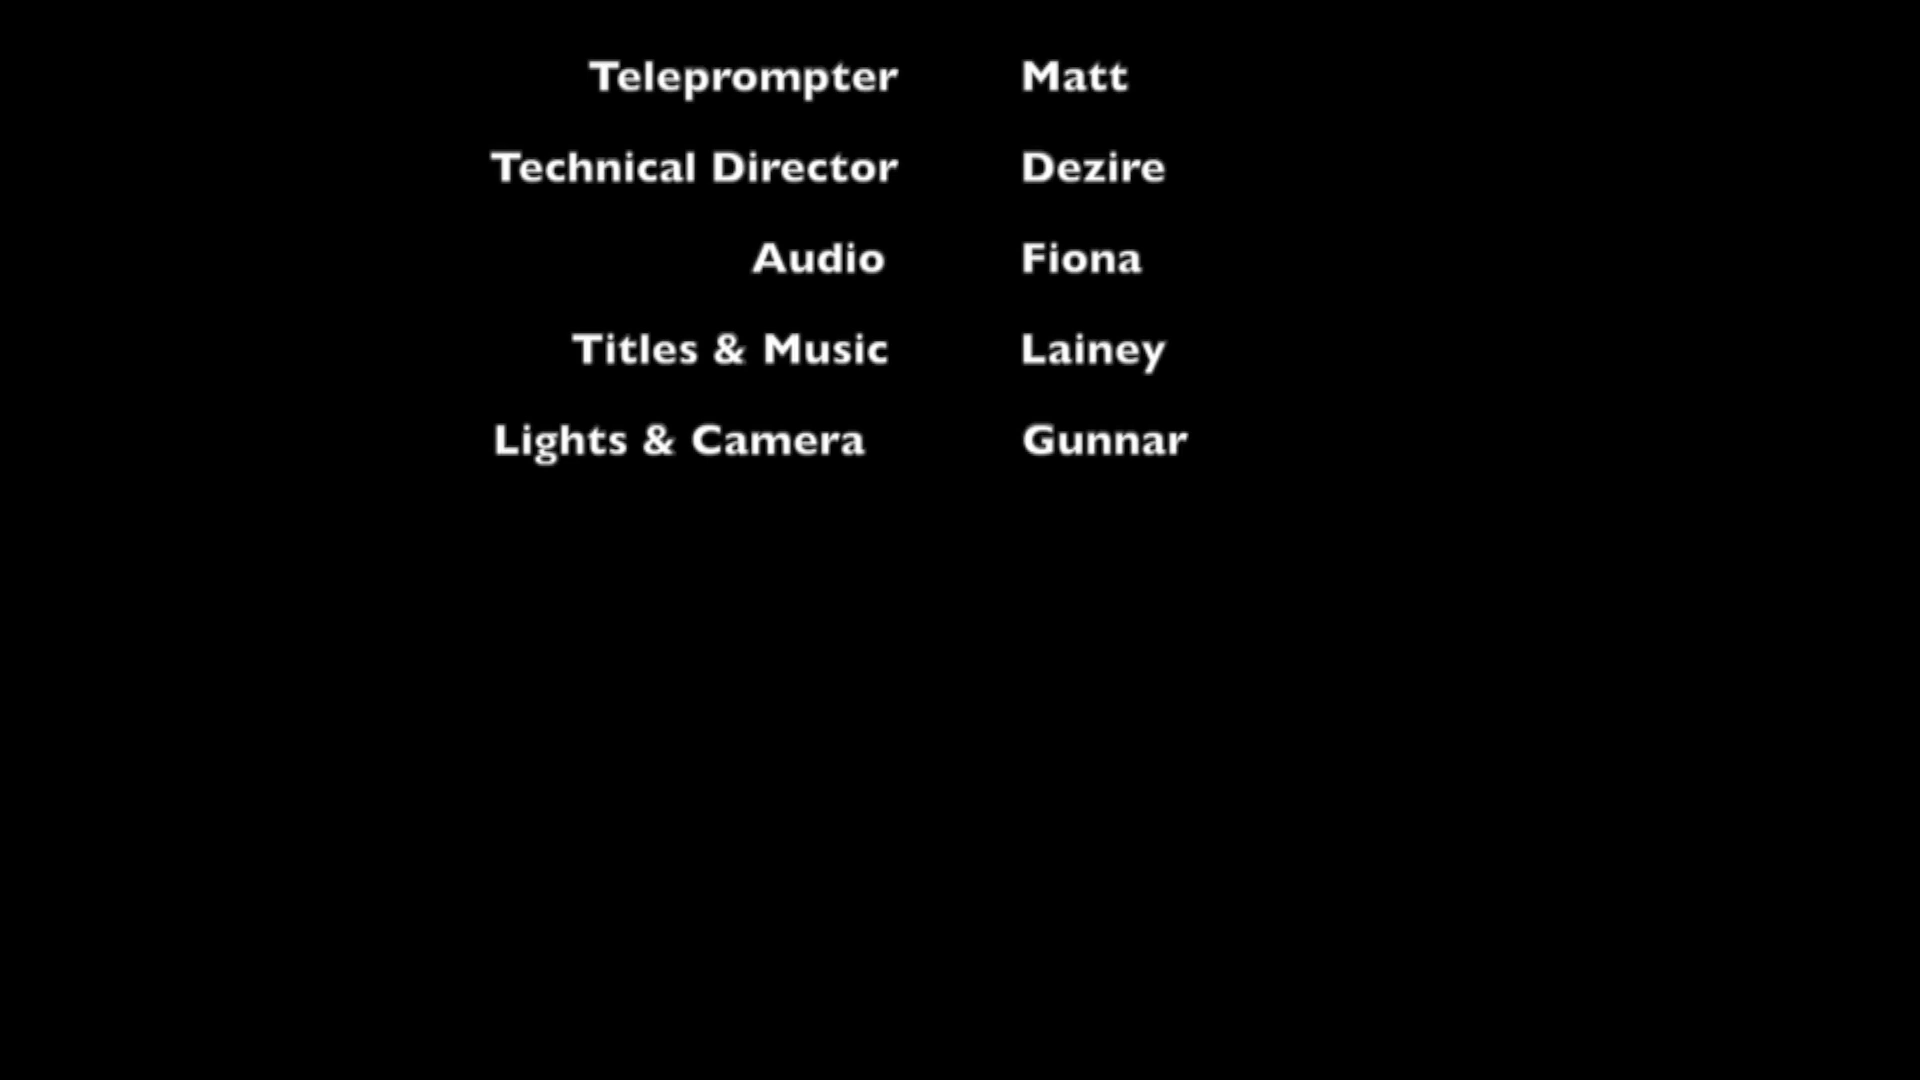 Teleprompter Matt
Technical Director Dezire
Audio Fiona
Titles & Music Lainey
Lights & Camera Gunnar